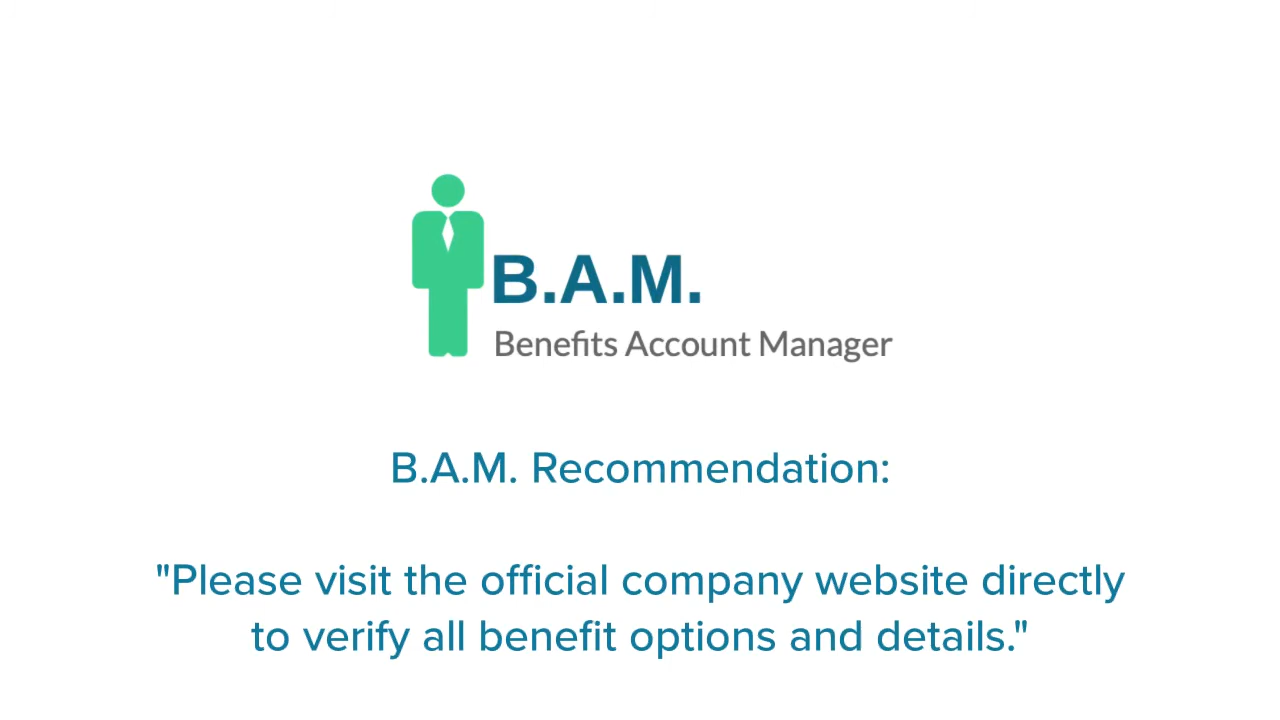 B.A.M.
Benefits Account Manager
B.A.M. Recommendation:
"Please visit the official company website directly
to verify all benefit options and details."